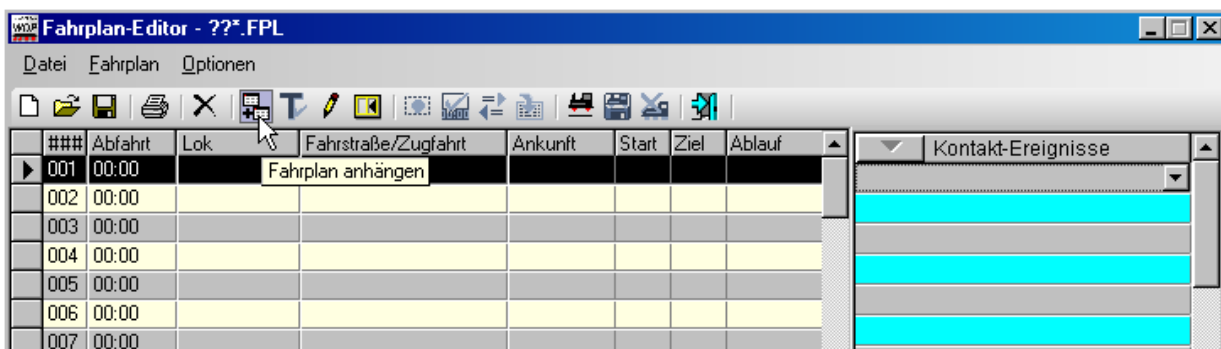 Fahrplan-Editor - ??*.FPL
Datei Fahrplan Optionen
### Abfahrt Lok Fahrstraße/Zugfahrt Ankunft Start Ziel Ablauf Kontakt-Ereignisse
001 00:00
Fahrplan anhängen
002 00:00
003 00:00
004 00:00
005 00:00
006 00:00
007 00:00